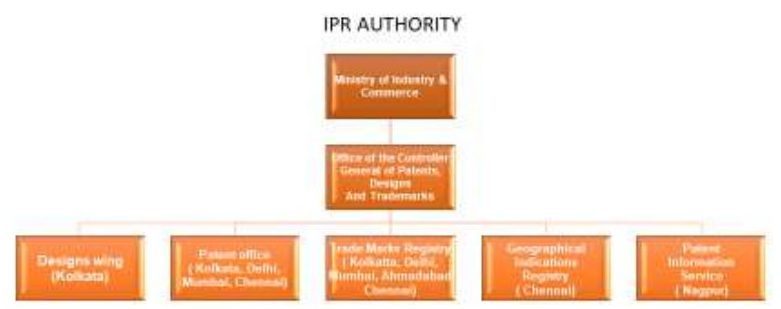 IPR AUTHORITY
Ministry of Industry &
Commerce
Office of the Controller
General of Patents,
Designs
And Trademarks
Designs wing
(Kolkata)
Patent office
( Kolkata, Delhi,
Mumbai, Chennai)
Trade Marks Registry
( Kolkatta, Delhi,
Mumbai, Ahmadabad
Chennai)
Geographical
Indications
Registry
( Chennai)
Patent
Information
Service
( Nagpur)